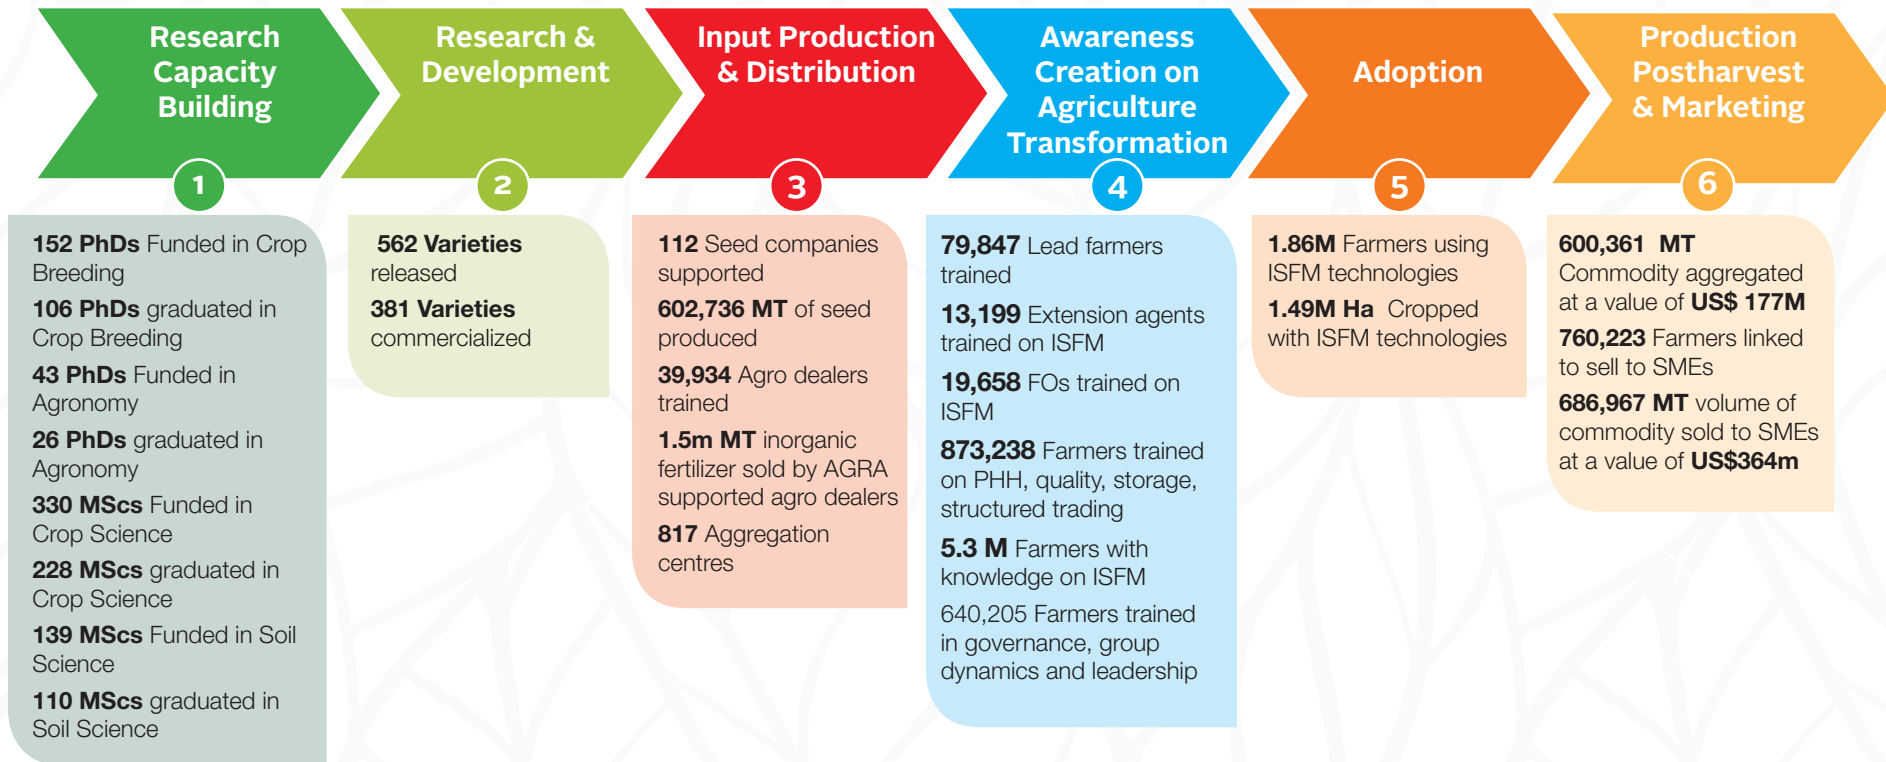 Research
Capacity
Building
1
152 PhDs Funded in Crop
Breeding
106 PhDs graduated in
Crop Breeding
43 PhDs Funded in
Agronomy
26 PhDs graduated in
Agronomy
330 MScs Funded in
Crop Science
228 MScs graduated in
Crop Science
139 MScs Funded in Soil
Science
110 MScs graduated in
Soil Science
Research &
Development
2
562 Varieties
released
381 Varieties
commercialized
Input Production
& Distribution
3
112 Seed companies
supported
602,736 MT of seed
produced
39,934 Agro dealers
trained
1.5m MT inorganic
fertilizer sold by AGRA
supported agro dealers
817 Aggregation
centres
Awareness
Creation on
Agriculture
Transformation
4
79,847 Lead farmers
trained
13,199 Extension agents
trained on ISFM
19,658 FOs trained on
ISFM
873,238 Farmers trained
on PHH, quality, storage,
structured trading
5.3 M Farmers with
knowledge on ISFM
640,205 Farmers trained
in governance, group
dynamics and leadership
Adoption
5
1.86M Farmers using
ISFM technologies
1.49M Ha Cropped
with ISFM technologies
Production
Postharvest
& Marketing
6
600,361 MT
Commodity aggregated
at a value of US$ 177M
760,223 Farmers linked
to sell to SMEs
686,967 MT volume of
commodity sold to SMEs
at a value of US$364m